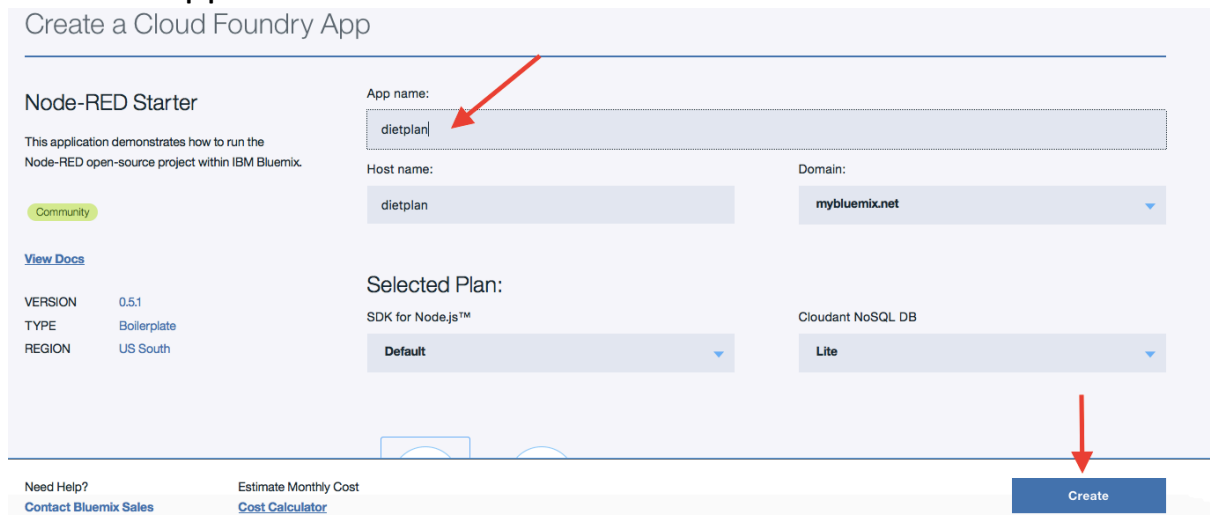 Create a Cloud Foundry App
Node-RED Starter
This application demonstrates how to run the
Node-RED open-source project within IBM Bluemix.
Community
View Docs
VERSION 0.5.1
TYPE Boilerplate
REGION US South
App name:
dietplan
Host name:
dietplan
Domain:
mybluemix.net
Selected Plan:
SDK for Node.js™
Default
Cloudant NoSQL DB
Lite
Need Help?
Contact Bluemix Sales
Estimate Monthly Cost
Cost Calculator
Create